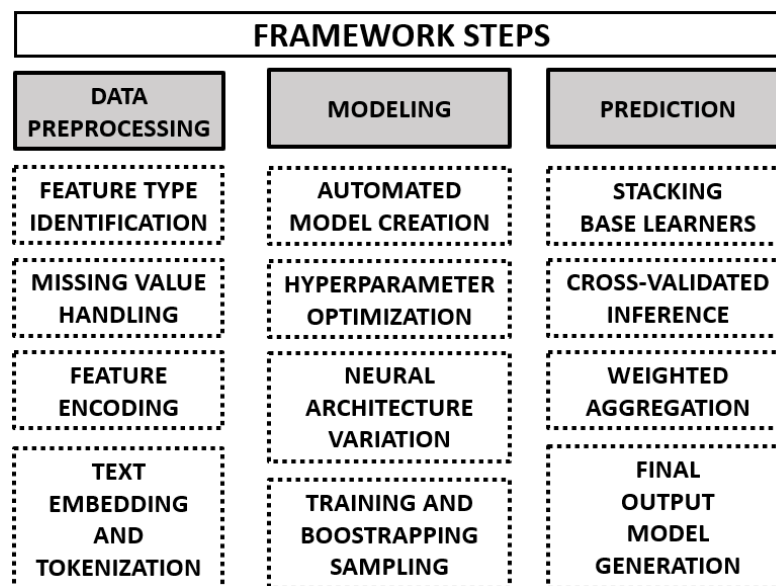 FRAMEWORK STEPS
DATA
PREPROCESSING
FEATURE TYPE
IDENTIFICATION
MISSING VALUE
HANDLING
FEATURE
ENCODING
TEXT
EMBEDDING
AND
TOKENIZATION
MODELING
AUTOMATED
MODEL CREATION
HYPERPARAMETER
OPTIMIZATION
NEURAL
ARCHITECTURE
VARIATION
TRAINING AND
BOOSTRAPPING
SAMPLING
PREDICTION
STACKING
BASE LEARNERS
CROSS-VALIDATED
INFERENCE
WEIGHTED
AGGREGATION
FINAL
OUTPUT
MODEL
GENERATION